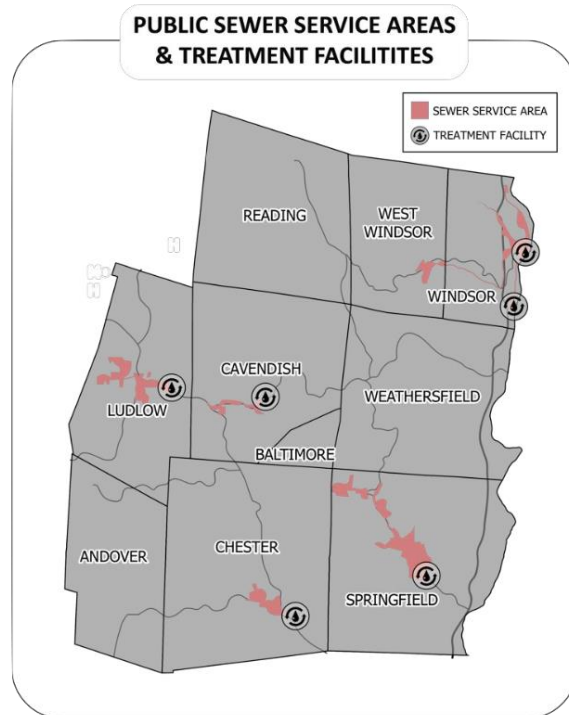 PUBLIC SEWER SERVICE AREAS
& TREATMENT FACILITITES
SEWER SERVICE AREA
TREATMENT FACILITY
READING
WEST
WINDSOR
WINDSOR
CAVENDISH
WEATHERSFIELD
LUDLOW
BALTIMORE
ANDOVER
CHESTER
SPRINGFIELD